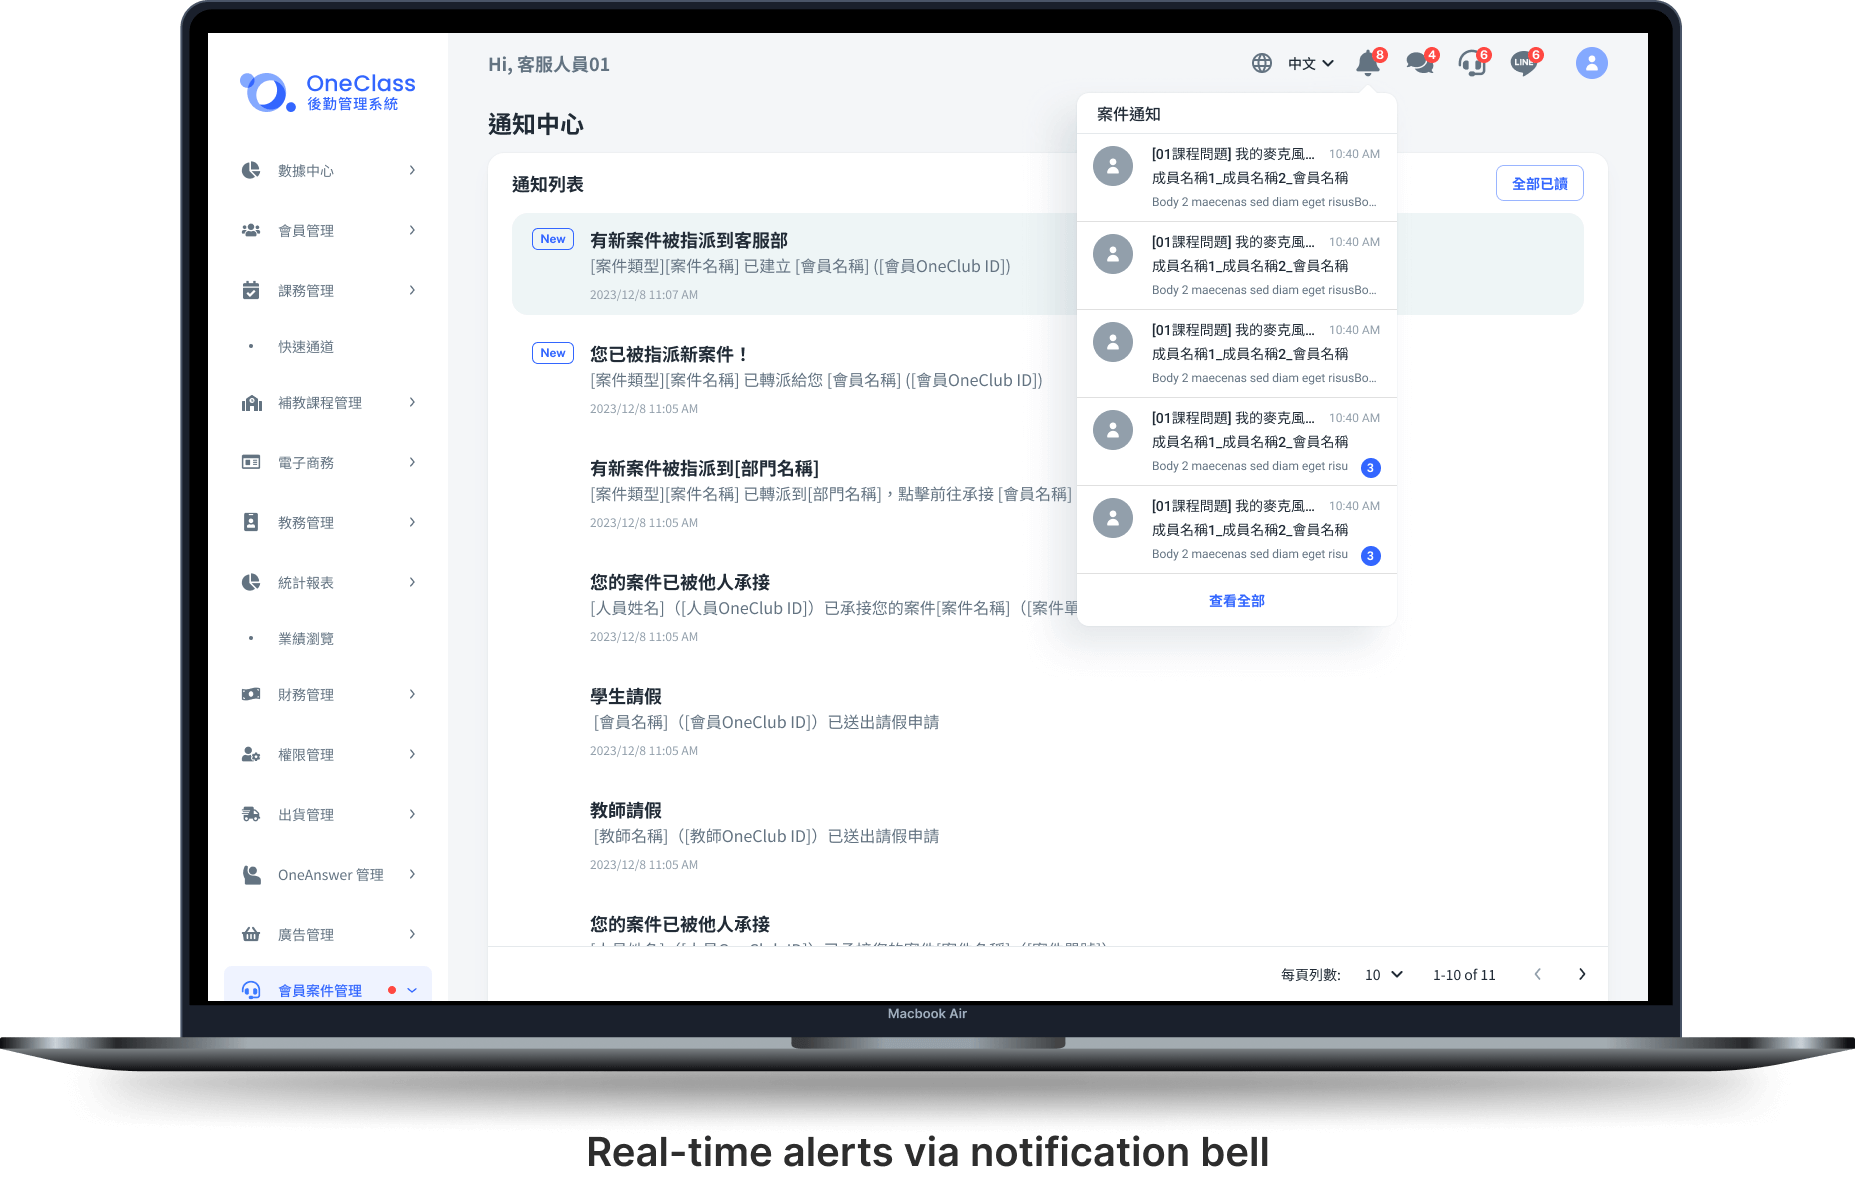 OneClass
後勤管理系統
數據中心
會員管理
課務管理
快速通道
補教課程管理
電子商務
教務管理
統計報表
業績瀏覽
財務管理
權限管理
出貨管理
OneAnswer 管理
廣告管理
會員案件管理
Hi, 客服人員01
中文
8
4
6
LINE
6
通知中心
通知列表
全部已讀
New
有新案件被指派到客服部
[案件類型][案件名稱] 已建立 [會員名稱] ([會員OneClub ID])
2023/12/8 11:07 AM
New
您已被指派新案件！
[案件類型][案件名稱] 已轉派給您 [會員名稱] ([會員OneClub ID])
2023/12/8 11:05 AM
有新案件被指派到[部門名稱]
[案件類型][案件名稱] 已轉派到[部門名稱]，點擊前往承接 [會員名稱]
2023/12/8 11:05 AM
您的案件已被他人承接
[人員姓名]（[人員OneClub ID]）已承接您的案件[案件名稱]（[案件單
2023/12/8 11:05 AM
學生請假
[會員名稱]（[會員OneClub ID]）已送出請假申請
2023/12/8 11:05 AM
教師請假
[教師名稱]（[教師OneClub ID]）已送出請假申請
2023/12/8 11:05 AM
您的案件已被他人承接
[人員姓名]（[人員OneClub ID]）已承接您的案件[案件名稱]（[案件單號]）
每頁列數:
10
1-10 of 11
案件通知
[01課程問題] 我的麥克風...
10:40 AM
成員名稱1_成員名稱2_會員名稱
Body 2 maecenas sed diam eget risusBo...
[01課程問題] 我的麥克風...
10:40 AM
成員名稱1_成員名稱2_會員名稱
Body 2 maecenas sed diam eget risusBo...
[01課程問題] 我的麥克風...
10:40 AM
成員名稱1_成員名稱2_會員名稱
Body 2 maecenas sed diam eget risusBo...
[01課程問題] 我的麥克風...
10:40 AM
成員名稱1_成員名稱2_會員名稱
Body 2 maecenas sed diam eget risu
3
[01課程問題] 我的麥克風...
10:40 AM
成員名稱1_成員名稱2_會員名稱
Body 2 maecenas sed diam eget risu
3
查看全部
Macbook Air
Real-time alerts via notification bell